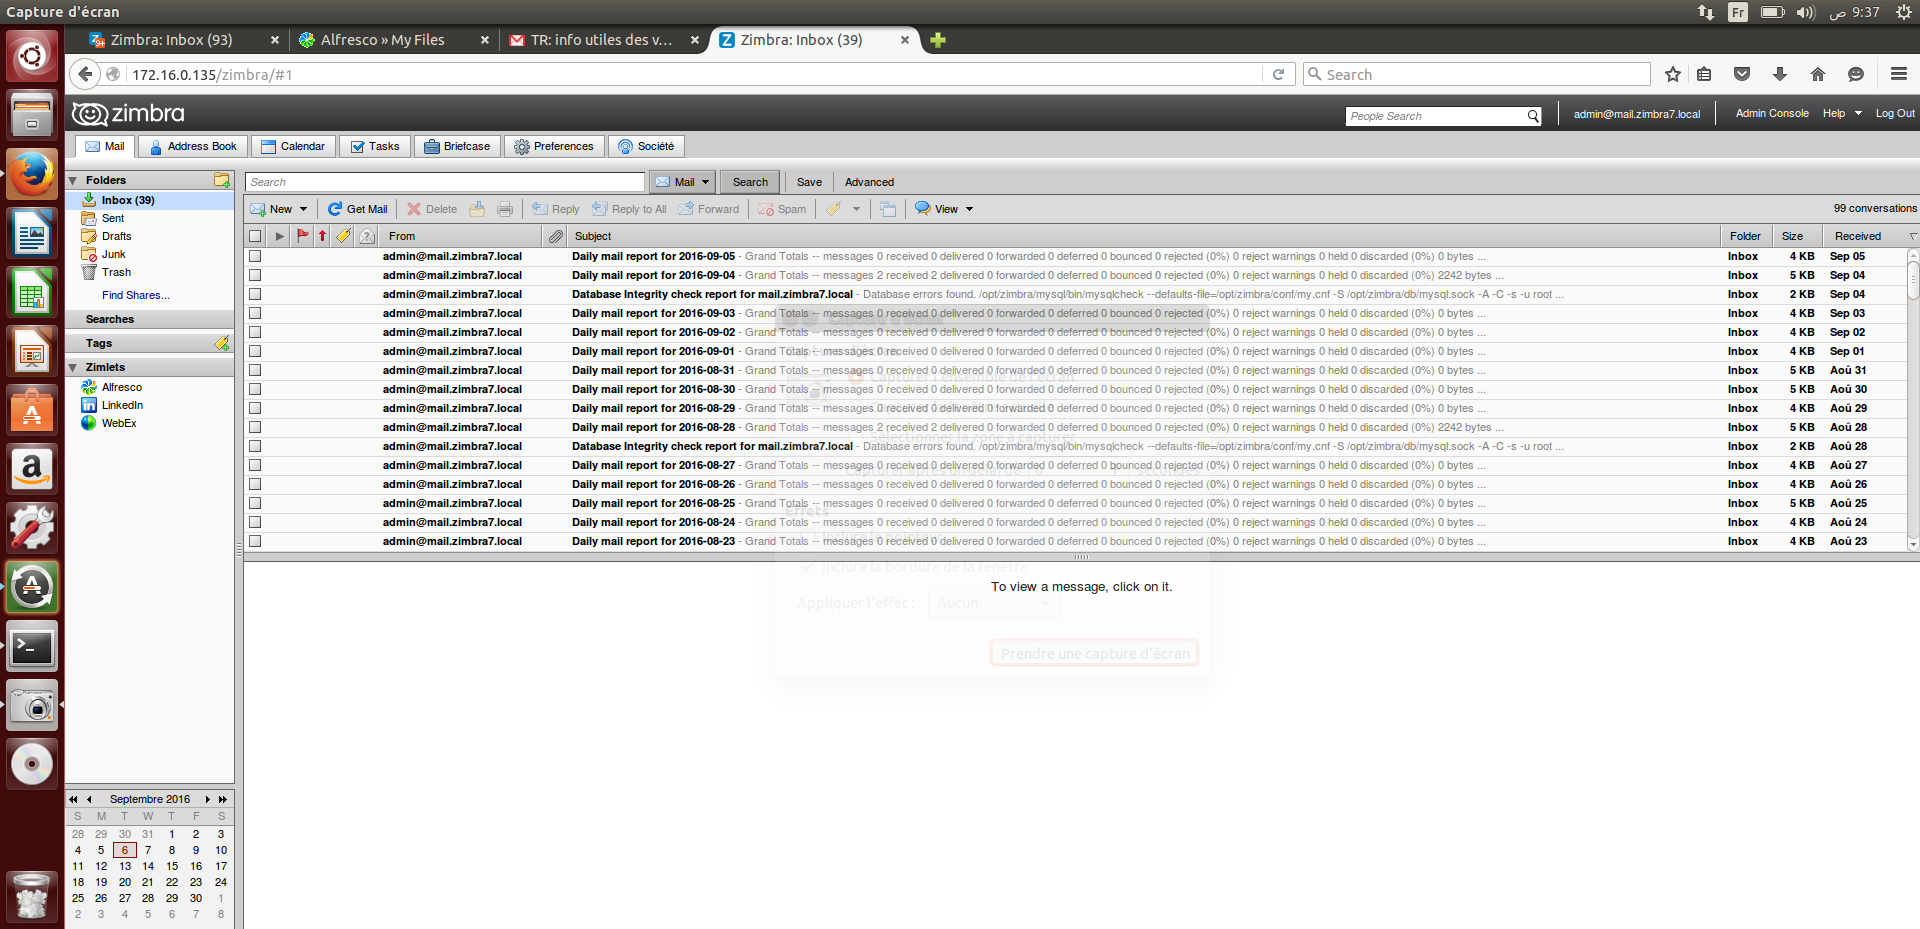 Capture d'écran
Fr
ص 9:37
Zimbra: Inbox (93)
Alfresco » My Files
TR: info utiles des v...
Zimbra: Inbox (39)
172.16.0.135/zimbra/#1
Search
zimbra
People Search
admin@mail.zimbra7.local
Admin Console
Help
Log Out
Mail
Address Book
Calendar
Tasks
Briefcase
Preferences
Société
Folders
Inbox (39)
Sent
Drafts
Junk
Trash
Find Shares...
Searches
Tags
Zimlets
Alfresco
LinkedIn
WebEx
Search
Mail
Search
Save
Advanced
New
Get Mail
Delete
Reply
Reply to All
Forward
Spam
View
99 conversations
From
Subject
Folder
Size
Received
admin@mail.zimbra7.local Daily mail report for 2016-09-05 - Grand Totals -- messages 0 received 0 delivered 0 forwarded 0 deferred 0 bounced 0 rejected (0%) 0 reject warnings 0 held 0 discarded (0%) 0 bytes ... Inbox 4 KB Sep 05
admin@mail.zimbra7.local Daily mail report for 2016-09-04 - Grand Totals -- messages 2 received 2 delivered 0 forwarded 0 deferred 0 bounced 0 rejected (0%) 0 reject warnings 0 held 0 discarded (0%) 2242 bytes ... Inbox 5 KB Sep 04
admin@mail.zimbra7.local Database Integrity check report for mail.zimbra7.local - Database errors found. /opt/zimbra/mysql/bin/mysqlcheck --defaults-file=/opt/zimbra/conf/my.cnf -S /opt/zimbra/db/mysql.sock -A -C -s -u root ... Inbox 2 KB Sep 04
admin@mail.zimbra7.local Daily mail report for 2016-09-03 - Grand Totals -- messages 0 received 0 delivered 0 forwarded 0 deferred 0 bounced 0 rejected (0%) 0 reject warnings 0 held 0 discarded (0%) 0 bytes ... Inbox 5 KB Sep 03
admin@mail.zimbra7.local Daily mail report for 2016-09-02 - Grand Totals -- messages 0 received 0 delivered 0 forwarded 0 deferred 0 bounced 0 rejected (0%) 0 reject warnings 0 held 0 discarded (0%) 0 bytes ... Inbox 4 KB Sep 02
admin@mail.zimbra7.local Daily mail report for 2016-09-01 - Grand Totals -- messages 0 received 0 delivered 0 forwarded 0 deferred 0 bounced 0 rejected (0%) 0 reject warnings 0 held 0 discarded (0%) 0 bytes ... Inbox 4 KB Sep 01
admin@mail.zimbra7.local Daily mail report for 2016-08-31 - Grand Totals -- messages 0 received 0 delivered 0 forwarded 0 deferred 0 bounced 0 rejected (0%) 0 reject warnings 0 held 0 discarded (0%) 0 bytes ... Inbox 5 KB Aoû 31
admin@mail.zimbra7.local Daily mail report for 2016-08-30 - Grand Totals -- messages 0 received 0 delivered 0 forwarded 0 deferred 0 bounced 0 rejected (0%) 0 reject warnings 0 held 0 discarded (0%) 0 bytes ... Inbox 5 KB Aoû 30
admin@mail.zimbra7.local Daily mail report for 2016-08-29 - Grand Totals -- messages 2 received 2 delivered 0 forwarded 0 deferred 0 bounced 0 rejected (0%) 0 reject warnings 0 held 0 discarded (0%) 0 bytes ... Inbox 4 KB Aoû 29
admin@mail.zimbra7.local Daily mail report for 2016-08-28 - Grand Totals -- messages 2 received 2 delivered 0 forwarded 0 deferred 0 bounced 0 rejected (0%) 0 reject warnings 0 held 0 discarded (0%) 2242 bytes ... Inbox 5 KB Aoû 28
admin@mail.zimbra7.local Database Integrity check report for mail.zimbra7.local - Database errors found. /opt/zimbra/mysql/bin/mysqlcheck --defaults-file=/opt/zimbra/conf/my.cnf -S /opt/zimbra/db/mysql.sock -A -C -s -u root ... Inbox 2 KB Aoû 28
admin@mail.zimbra7.local Daily mail report for 2016-08-27 - Grand Totals -- messages 0 received 0 delivered 0 forwarded 0 deferred 0 bounced 0 rejected (0%) 0 reject warnings 0 held 0 discarded (0%) 0 bytes ... Inbox 4 KB Aoû 27
admin@mail.zimbra7.local Daily mail report for 2016-08-26 - Grand Totals -- messages 0 received 0 delivered 0 forwarded 0 deferred 0 bounced 0 rejected (0%) 0 reject warnings 0 held 0 discarded (0%) 0 bytes ... Inbox 4 KB Aoû 26
admin@mail.zimbra7.local Daily mail report for 2016-08-25 - Grand Totals -- messages 0 received 0 delivered 0 forwarded 0 deferred 0 bounced 0 rejected (0%) 0 reject warnings 0 held 0 discarded (0%) 0 bytes ... Inbox 5 KB Aoû 25
admin@mail.zimbra7.local Daily mail report for 2016-08-24 - Grand Totals -- messages 0 received 0 delivered 0 forwarded 0 deferred 0 bounced 0 rejected (0%) 0 reject warnings 0 held 0 discarded (0%) 0 bytes ... Inbox 4 KB Aoû 24
admin@mail.zimbra7.local Daily mail report for 2016-08-23 - Grand Totals -- messages 0 received 0 delivered 0 forwarded 0 deferred 0 bounced 0 rejected (0%) 0 reject warnings 0 held 0 discarded (0%) 0 bytes ... Inbox 4 KB Aoû 23
Capturer l'ensemble de l'écran
Sélectionner la zone à capturer
Capturer après un délai de 0 secondes
Effets
Inclure le pointeur
Inclure la bordure de la fenêtre
To view a message, click on it.
Appliquer l'effet : Aucun
Prendre une capture d'écran
Septembre 2016
S M T W T F S
28 29 30 31 1 2 3
4 5 6 7 8 9 10
11 12 13 14 15 16 17
18 19 20 21 22 23 24
25 26 27 28 29 30 1
2 3 4 5 6 7 8